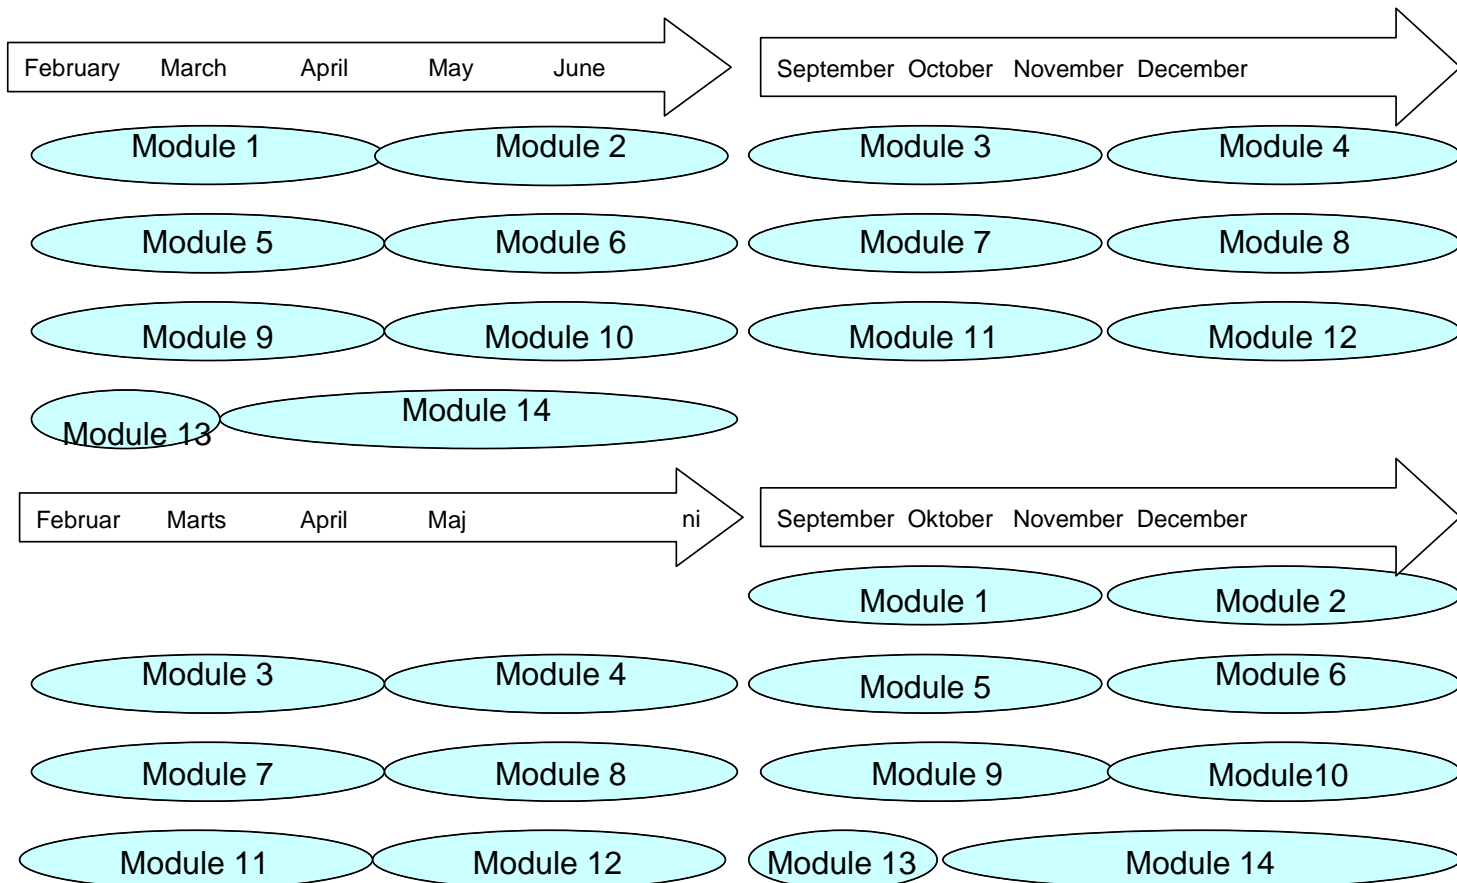 February March April May June
September October November December
Module 1 Module 2 Module 3 Module 4
Module 5 Module 6 Module 7 Module 8
Module 9 Module 10 Module 11 Module 12
Module 13 Module 14
Februar Marts April Maj ni
September Oktober November December
Module 1 Module 2
Module 3 Module 4 Module 5 Module 6
Module 7 Module 8 Module 9 Module10
Module 11 Module 12 Module 13 Module 14